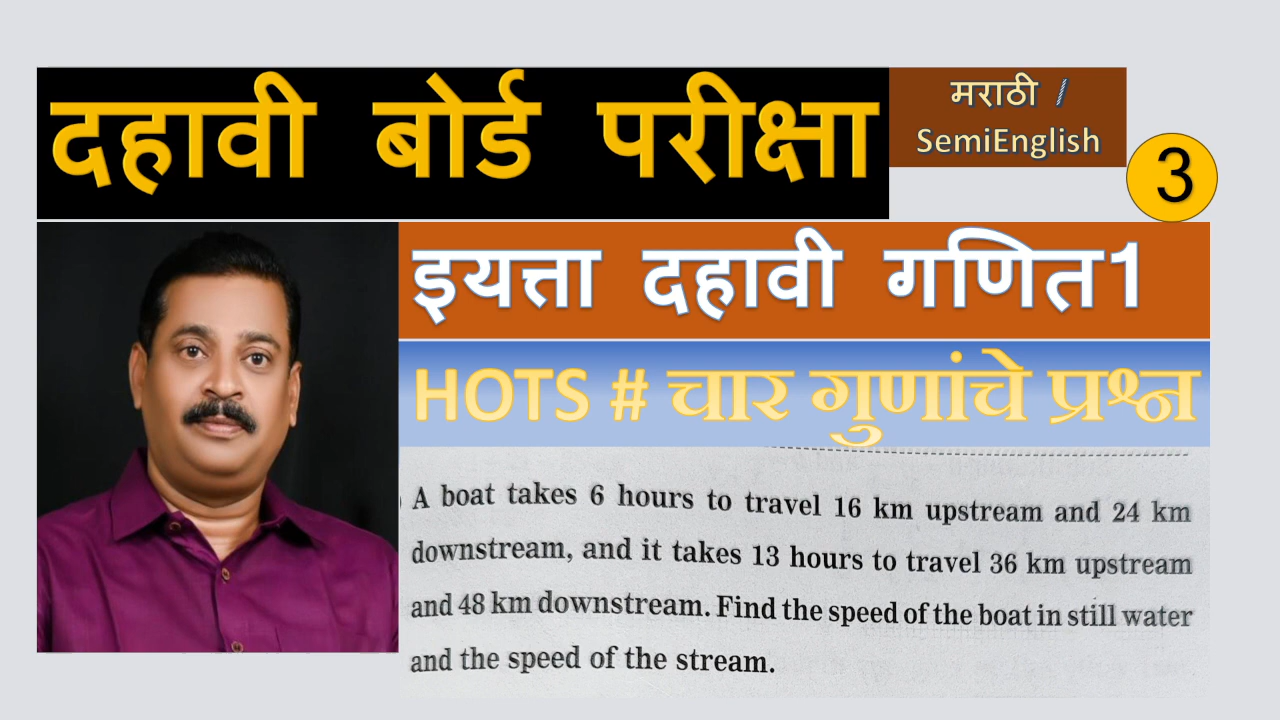 दहावी बोर्ड परीक्षा
मराठी /
SemiEnglish
3
इयत्ता दहावी गणित1
HOTS # चार गुणांचे प्रश्न
A boat takes 6 hours to travel 16 km upstream and 24 km
downstream, and it takes 13 hours to travel 36 km upstream
and 48 km downstream. Find the speed of the boat in still water
and the speed of the stream.